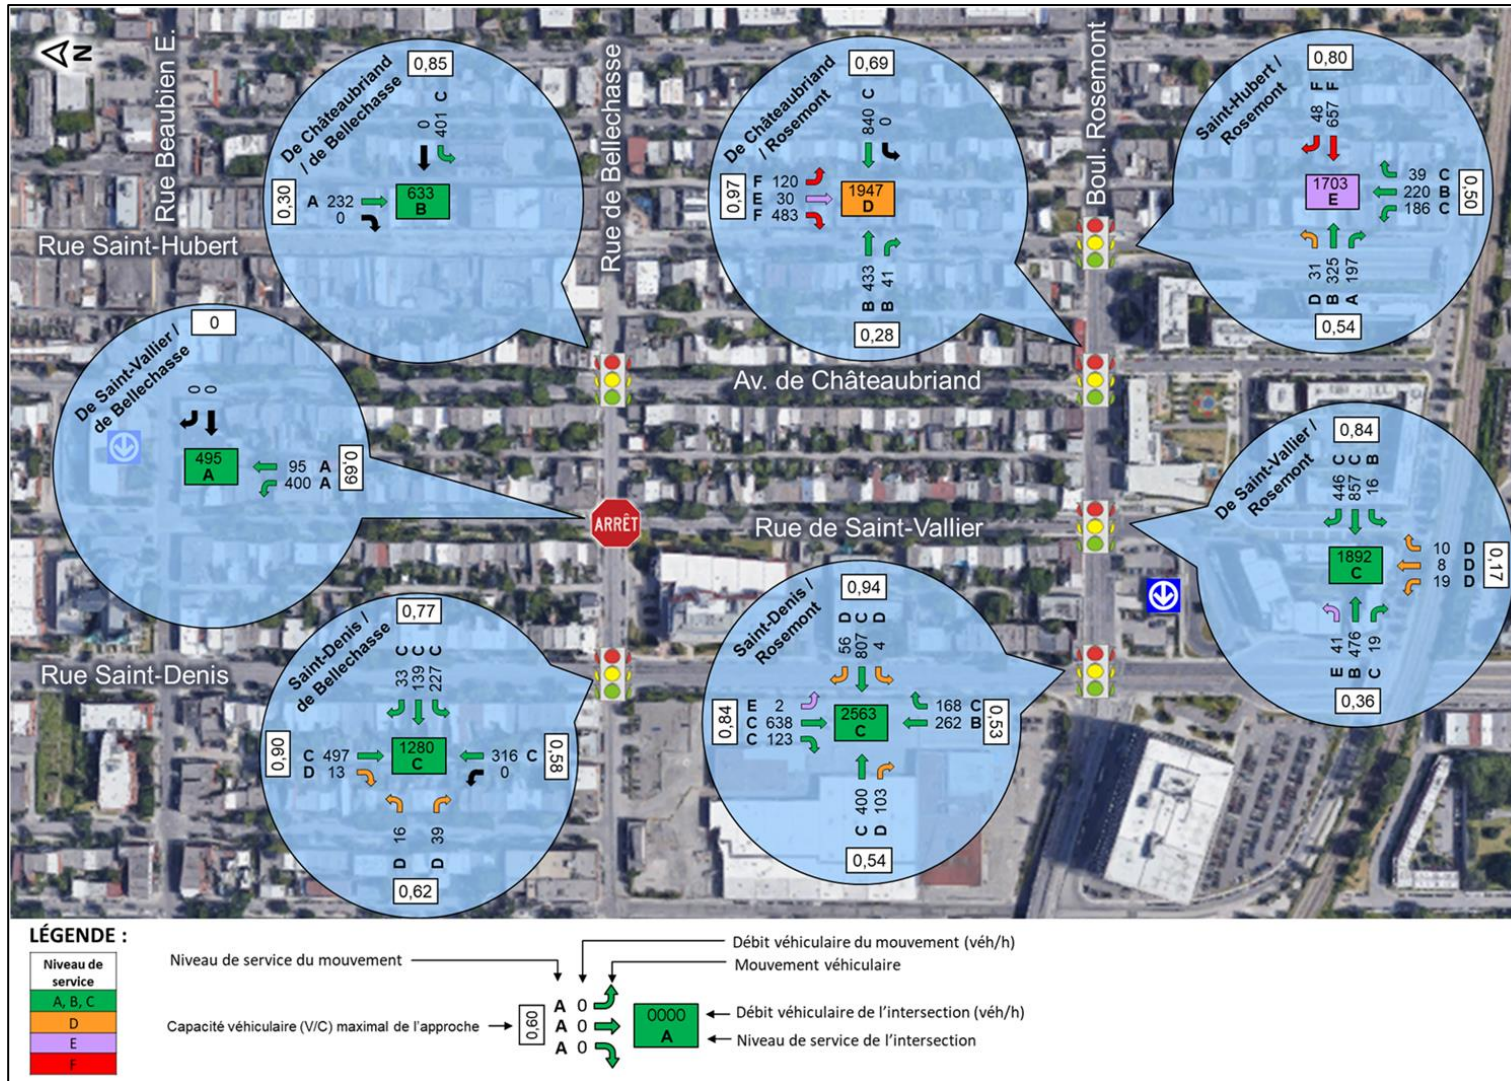 N
Rue Beaubien E.
Rue de Bellechasse
Boul. Rosemont
Rue Saint-Hubert
Av. de Châteaubriand
Rue de Saint-Vallier
Rue Saint-Denis
ARRÊT
De Châteaubriand
/ de Bellechasse
0,85
C
0 401
0,30
A 232
0
633
B
De Châteaubriand
/ Rosemont
0,69
C
840 0
0,97
F 120
E 30
F 483
1947
D
433 41
B B
0,28
Saint-Hubert /
Rosemont
0,80
F F
48 657
1703
E
39 C
220 B
186 C
0,50
31 325 197
D B A
0,54
De Saint-Vallier /
de Bellechasse
0
0 0
495
A
95 A
400 A
0,69
De Saint-Vallier /
Rosemont
0,84
C C B
446 857 16
1892
C
10 D
8 D
19 D
0,17
41 476 19
E B C
0,36
Saint-Denis /
de Bellechasse
0,77
C C C
33 139 227
0,90
C 497
D 13
1280
C
316 C
0
0,58
16 39
D D
0,62
Saint-Denis /
Rosemont
0,94
D C D
56 807 4
0,84
E 2
C 638
C 123
2563
C
168 C
262 B
0,53
400 103
C D
0,54
LÉGENDE :
Niveau de
service
A, B, C
D
E
F
Niveau de service du mouvement
Débit véhiculaire du mouvement (véh/h)
Mouvement véhiculaire
Capacité véhiculaire (V/C) maximal de l'approche
0,60
A 0
A 0
A 0
0000
A
Débit véhiculaire de l'intersection (véh/h)
Niveau de service de l'intersection